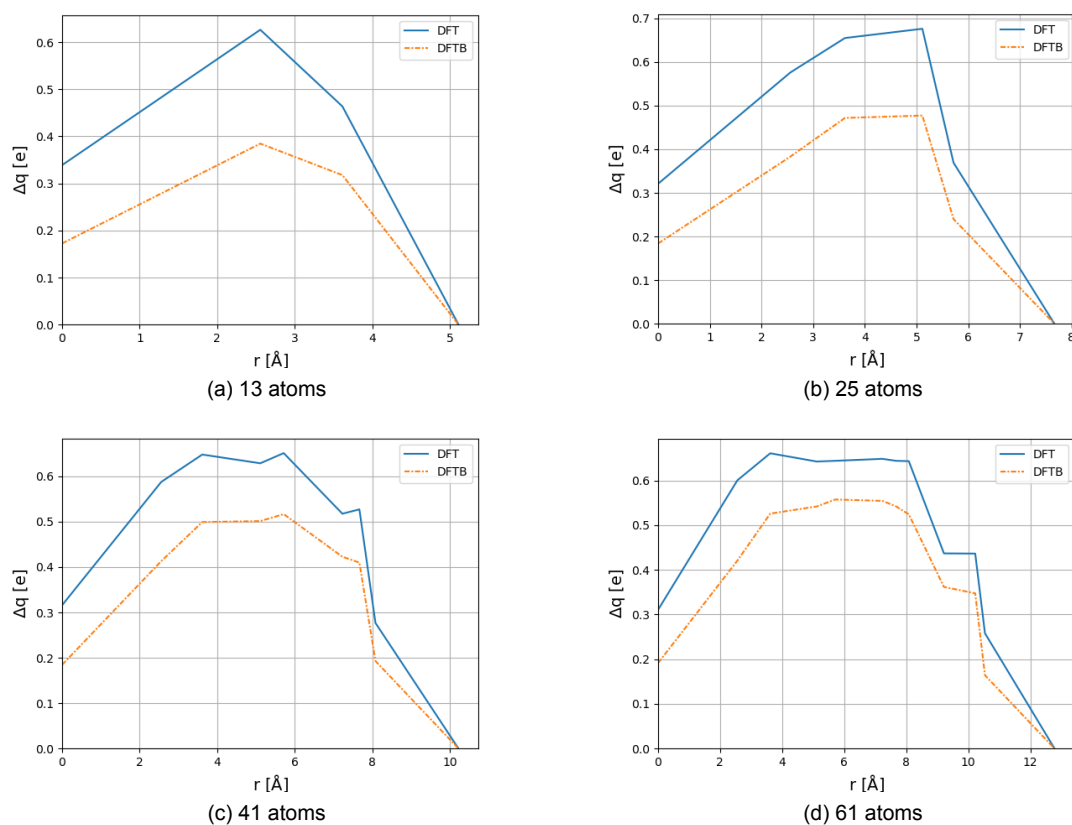 DFT
DFTB
0.6
0.5
0.4
0.3
0.2
0.1
0.0
Δq [e]
0 1 2 3 4 5
r [Å]
(a) 13 atoms
DFT
DFTB
0.7
0.6
0.5
0.4
0.3
0.2
0.1
0.0
Δq [e]
0 1 2 3 4 5 6 7 8
r [Å]
(b) 25 atoms
DFT
DFTB
0.6
0.5
0.4
0.3
0.2
0.1
0.0
Δq [e]
0 2 4 6 8 10
r [Å]
(c) 41 atoms
DFT
DFTB
0.6
0.5
0.4
0.3
0.2
0.1
0.0
Δq [e]
0 2 4 6 8 10 12
r [Å]
(d) 61 atoms